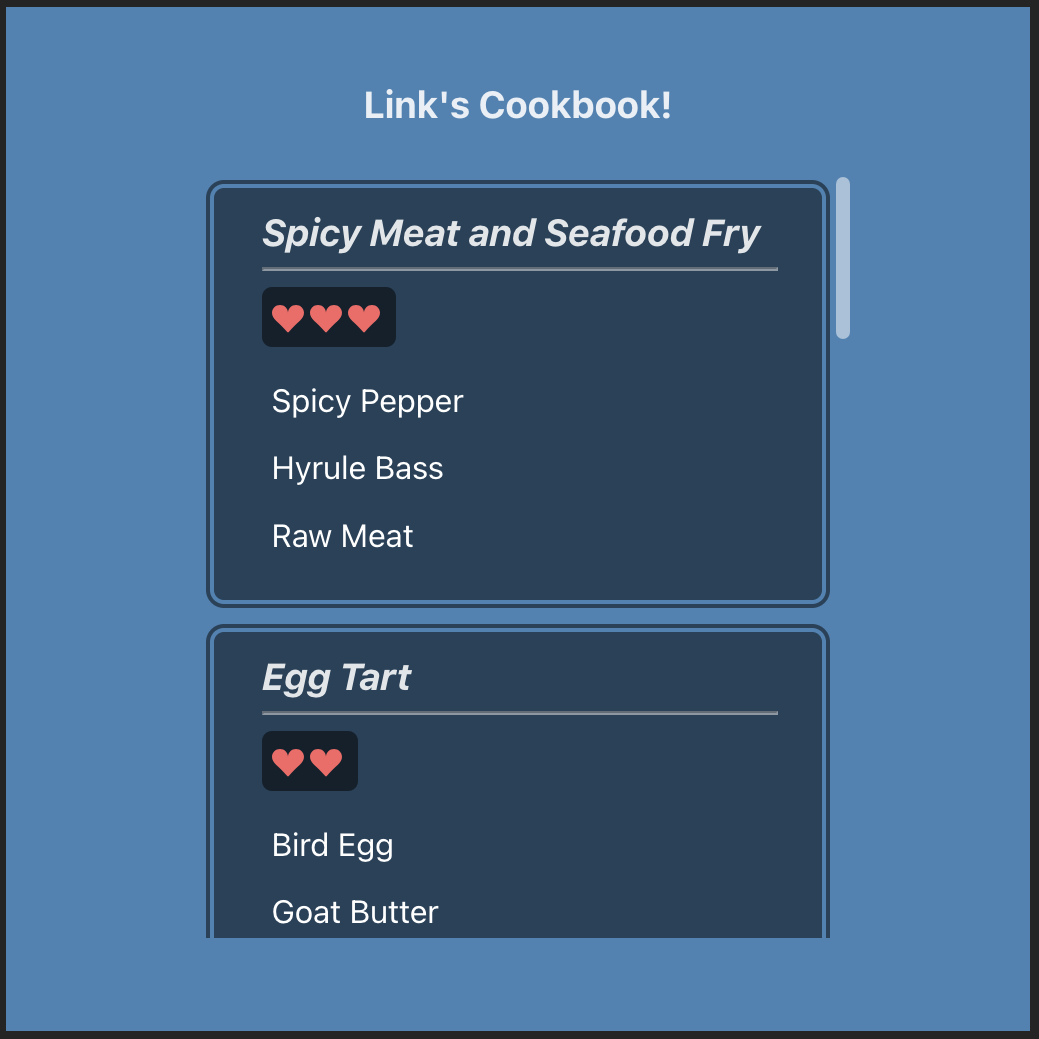 Link's Cookbook!
Spicy Meat and Seafood Fry
Spicy Pepper
Hyrule Bass
Raw Meat
Egg Tart
Bird Egg
Goat Butter